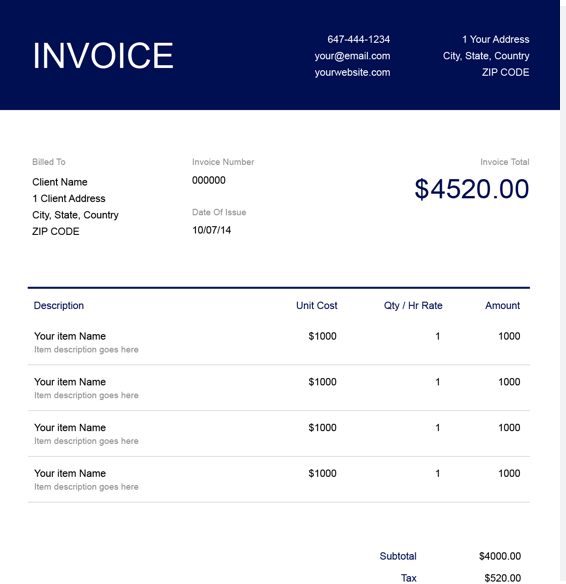 INVOICE
647-444-1234
your@email.com
yourwebsite.com
1 Your Address
City, State, Country
ZIP CODE
Billed To
Client Name
1 Client Address
City, State, Country
ZIP CODE
Invoice Number
000000
Date Of Issue
10/07/14
Invoice Total
$4520.00
Description Unit Cost Qty / Hr Rate Amount
Your item Name $1000 1 1000
Item description goes here
Your item Name $1000 1 1000
Item description goes here
Your item Name $1000 1 1000
Item description goes here
Your item Name $1000 1 1000
Item description goes here
Subtotal $4000.00
Tax $520.00